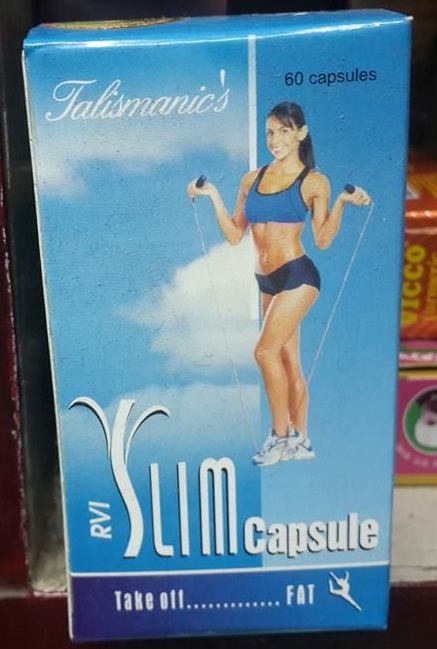 Talismanic's
60 capsules
RVI
SLIM Capsule
Take off............. FAT
VICCO